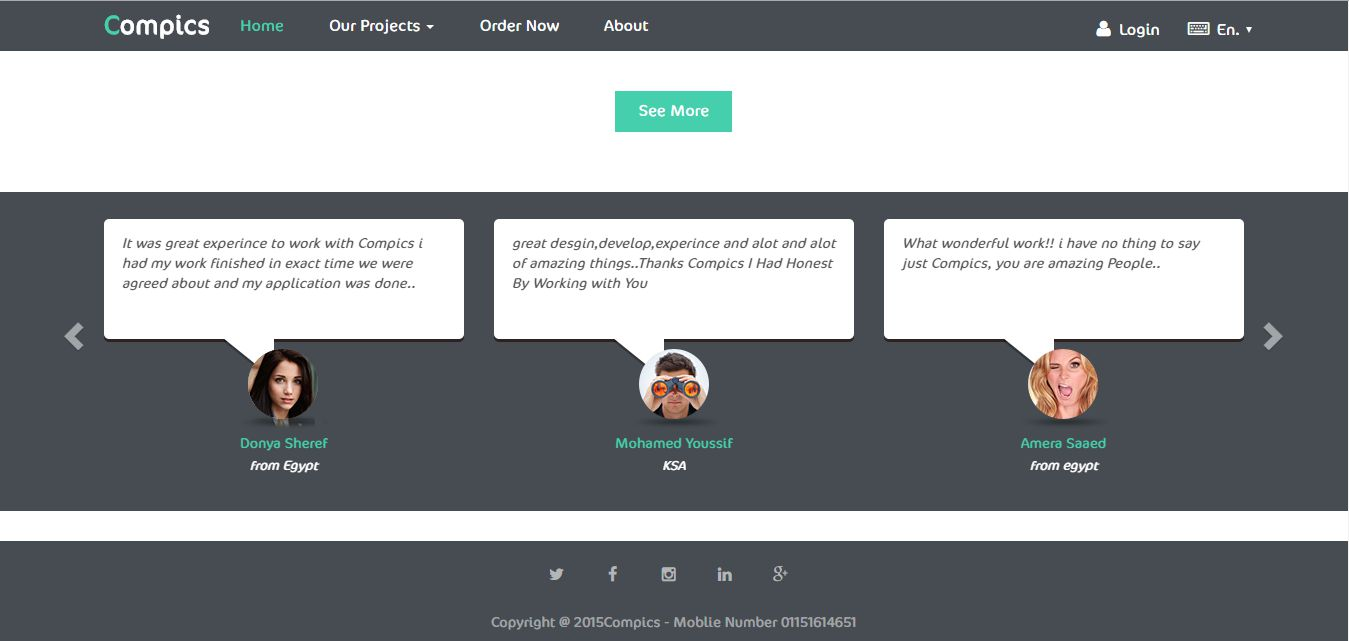 Compics Home Our Projects Order Now About Login En.
See More
It was great experince to work with Compics i
had my work finished in exact time we were
agreed about and my application was done..
great desgin,develop,experince and alot and alot
of amazing things..Thanks Compics I Had Honest
By Working with You
What wonderful work!! i have no thing to say
just Compics, you are amazing People..
Donya Sheref
from Egypt
Mohamed Youssif
KSA
Amera Saaed
from egypt
Copyright @ 2015Compics - Moblie Number 01151614651